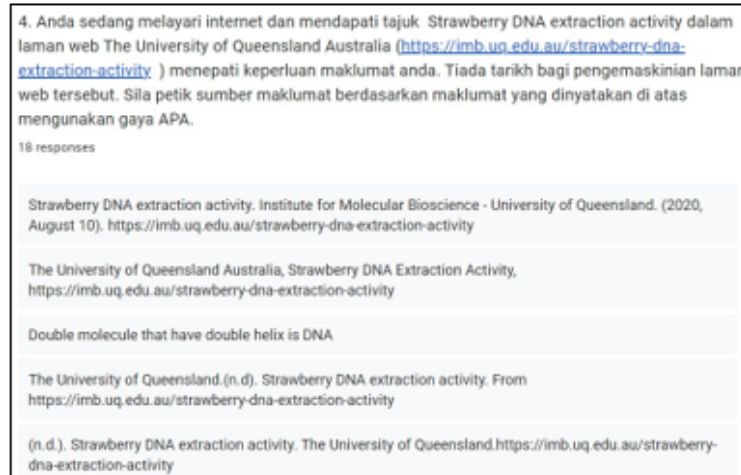 4. Anda sedang melayari internet dan mendapati tajuk Strawberry DNA extraction activity dalam
laman web The University of Queensland Australia (https://imb.uq.edu.au/strawberry-dna-
extraction-activity ) menepati keperluan maklumat anda. Tiada tarikh bagi pengemaskinian laman
web tersebut. Sila petik sumber maklumat berdasarkan maklumat yang dinyatakan di atas
mengunakan gaya APA.
18 responses
Strawberry DNA extraction activity. Institute for Molecular Bioscience - University of Queensland. (2020,
August 10). https://imb.uq.edu.au/strawberry-dna-extraction-activity
The University of Queensland Australia, Strawberry DNA Extraction Activity,
https://imb.uq.edu.au/strawberry-dna-extraction-activity
Double molecule that have double helix is DNA
The University of Queensland.(n.d). Strawberry DNA extraction activity. From
https://imb.uq.edu.au/strawberry-dna-extraction-activity
(n.d.). Strawberry DNA extraction activity. The University of Queensland.https://imb.uq.edu.au/strawberry-
dna-extraction-activity